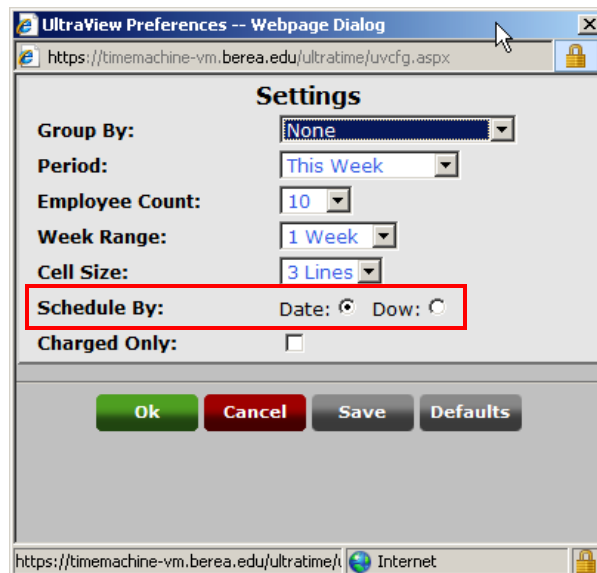 UltraView Preferences -- Webpage Dialog
https://timemachine-vm.berea.edu/ultratime/uvcfg.aspx
Settings
Group By: None
Period: This Week
Employee Count: 10
Week Range: 1 Week
Cell Size: 3 Lines
Schedule By: Date: Dow:
Charged Only:
Ok Cancel Save Defaults
https://timemachine-vm.berea.edu/ultratime/u Internet